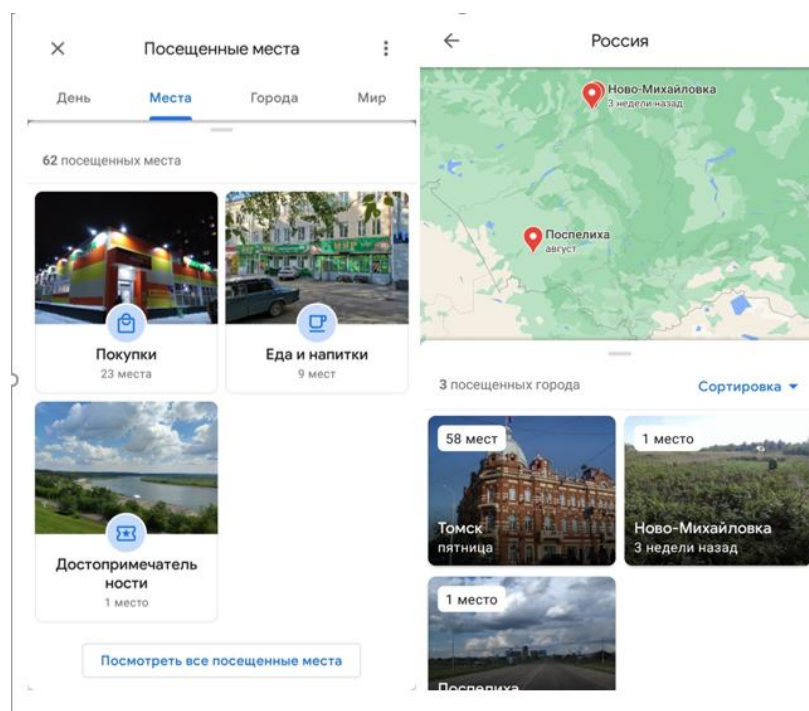 Посещенные места
День Места Города Мир
62 посещенных места
Покупки
23 места
Еда и напитки
9 мест
Достопримечатель
ности
1 место
Посмотреть все посещенные места
Россия
Ново-Михайловка
3 недели назад
Поспелиха
август
3 посещенных города
Сортировка
58 мест
Томск
пятница
1 место
Ново-Михайловка
3 недели назад
1 место
Поспелиха